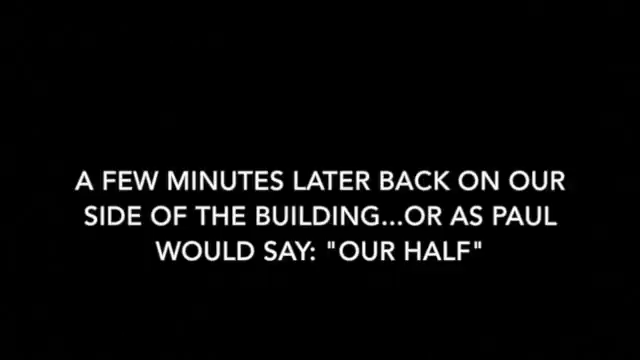 A FEW MINUTES LATER BACK ON OUR
SIDE OF THE BUILDING...OR AS PAUL
WOULD SAY: "OUR HALF"